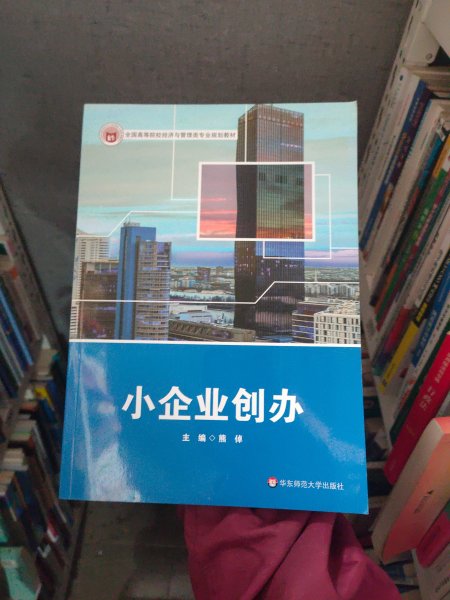 全国高等院校经济与管理类专业规划教材
小企业创办
主 编◇熊 倬
华东师范大学出版社